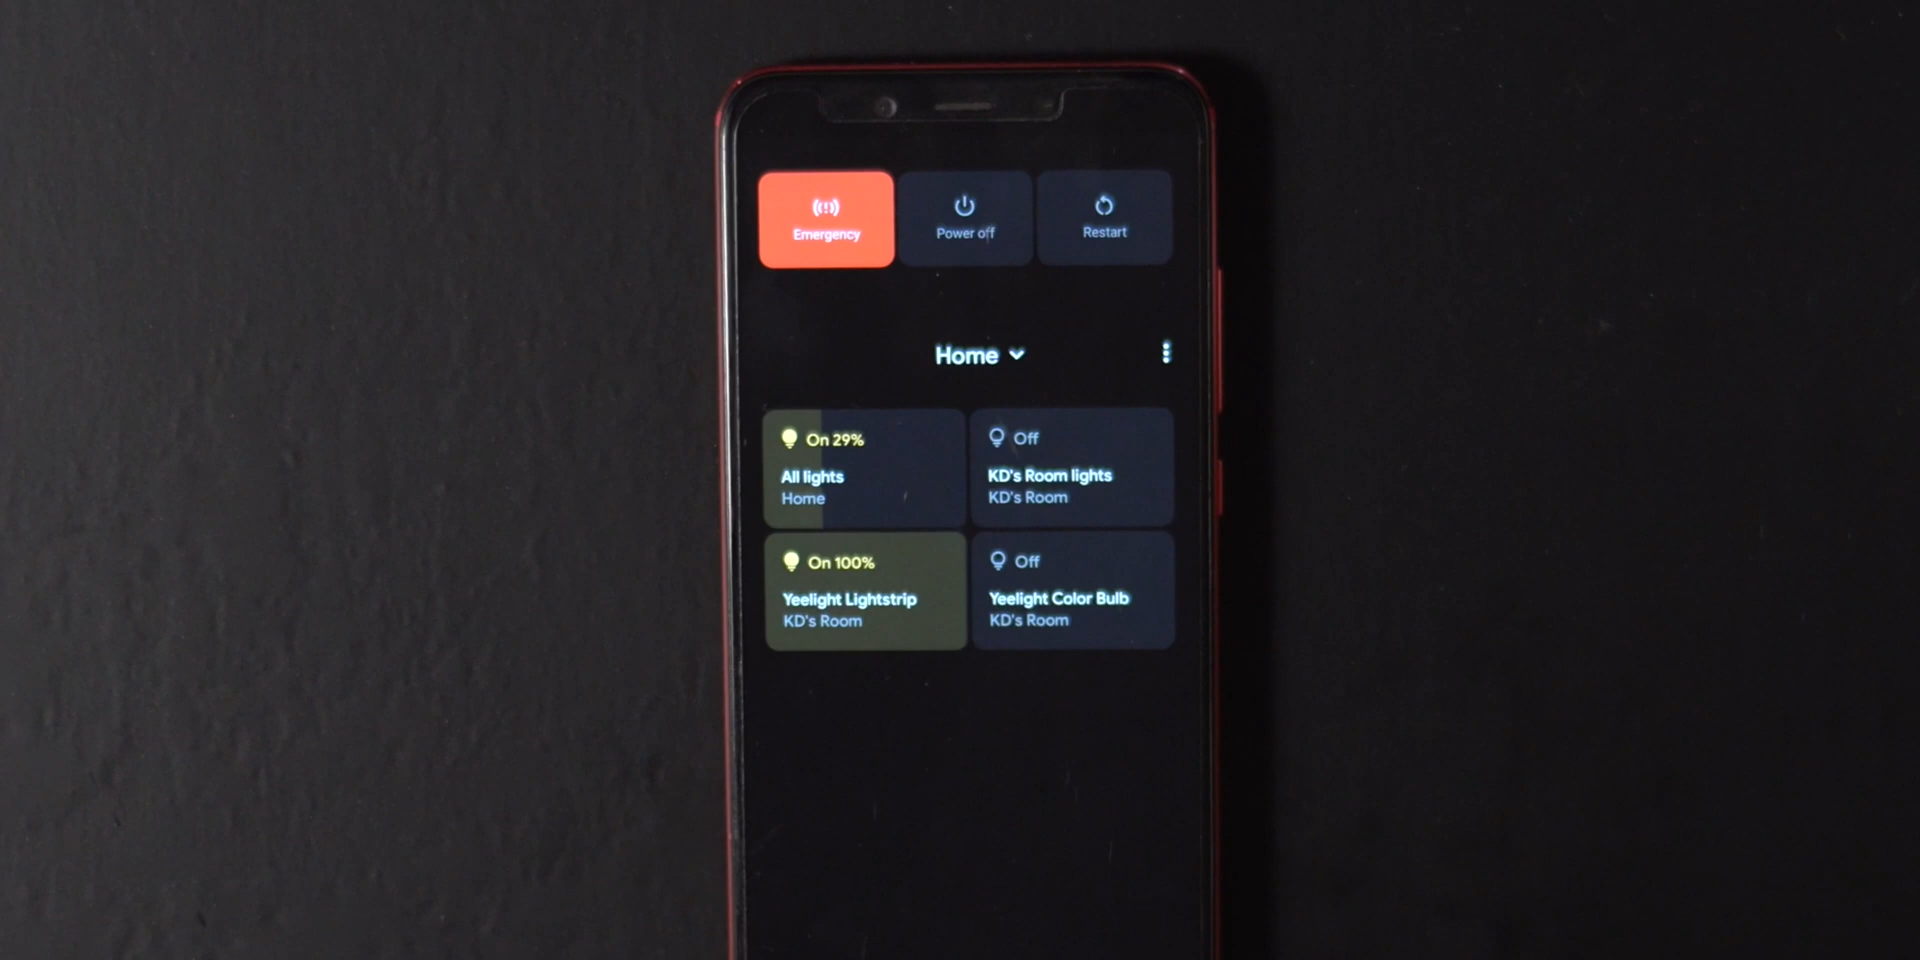 Emergency
Power off
Restart
Home
On 29%
All lights
Home
Off
KD's Room lights
KD's Room
On 100%
Yeelight Lightstrip
KD's Room
Off
Yeelight Color Bulb
KD's Room